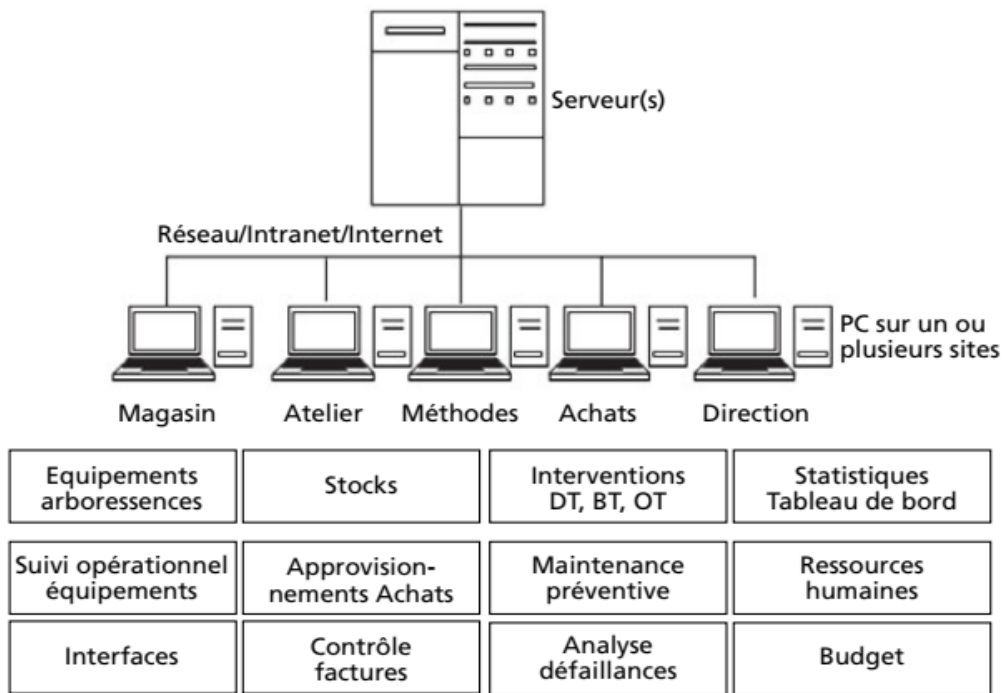 Serveur(s)
Réseau/Intranet/Internet
PC sur un ou
plusieurs sites
Magasin
Atelier
Méthodes
Achats
Direction
Equipements
arboressences
Stocks
Interventions
DT, BT, OT
Statistiques
Tableau de bord
Suivi opérationnel
équipements
Approvision-
nements Achats
Maintenance
préventive
Ressources
humaines
Interfaces
Contrôle
factures
Analyse
défaillances
Budget